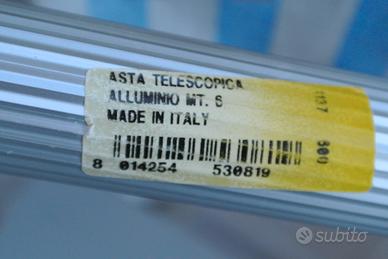 ASTA TELESCOPICA
ALLUMINIO MT. 6
MADE IN ITALY
8 014254 530819
subito